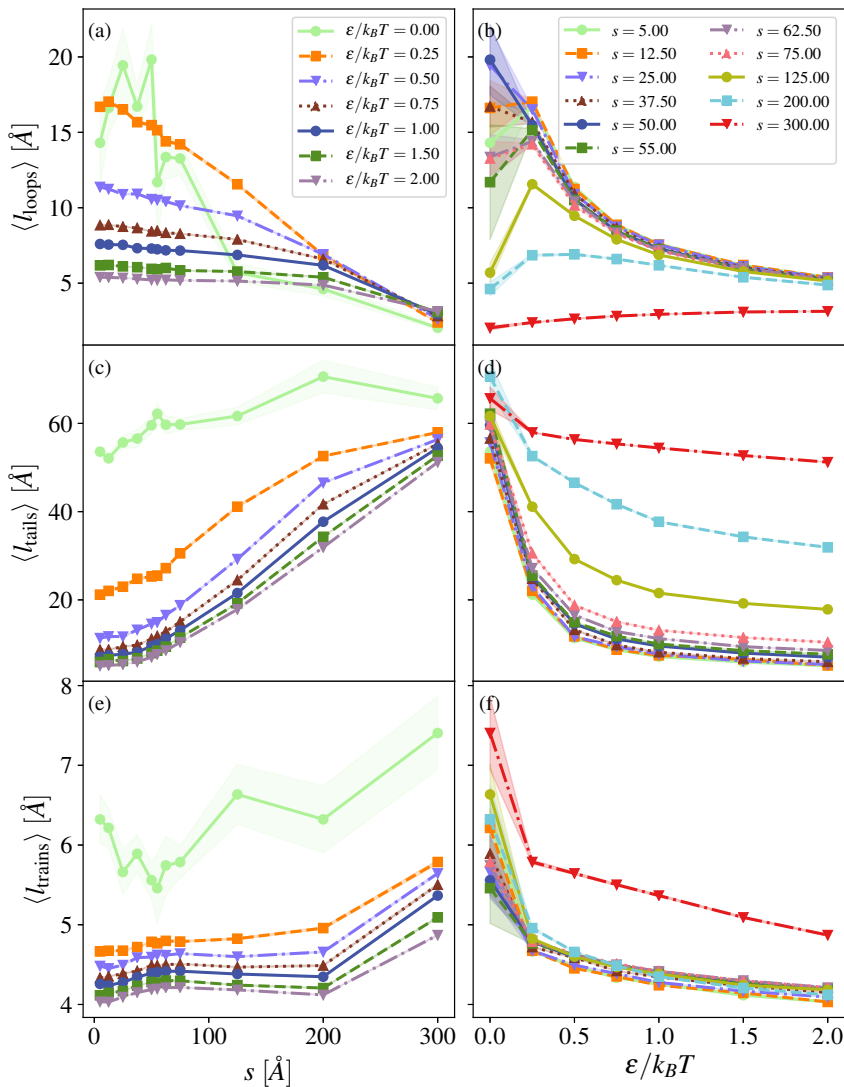 (a)
20
15
10
5
⟨l_loops⟩ [Å]
ε/k_BT = 0.00
ε/k_BT = 0.25
ε/k_BT = 0.50
ε/k_BT = 0.75
ε/k_BT = 1.00
ε/k_BT = 1.50
ε/k_BT = 2.00
(b)
s = 5.00
s = 12.50
s = 25.00
s = 37.50
s = 50.00
s = 55.00
s = 62.50
s = 75.00
s = 125.00
s = 200.00
s = 300.00
(c)
60
40
20
⟨l_tails⟩ [Å]
(d)
(e)
8
7
6
5
4
⟨l_trains⟩ [Å]
0
100
200
300
s [Å]
(f)
0.0
0.5
1.0
1.5
2.0
ε/k_BT